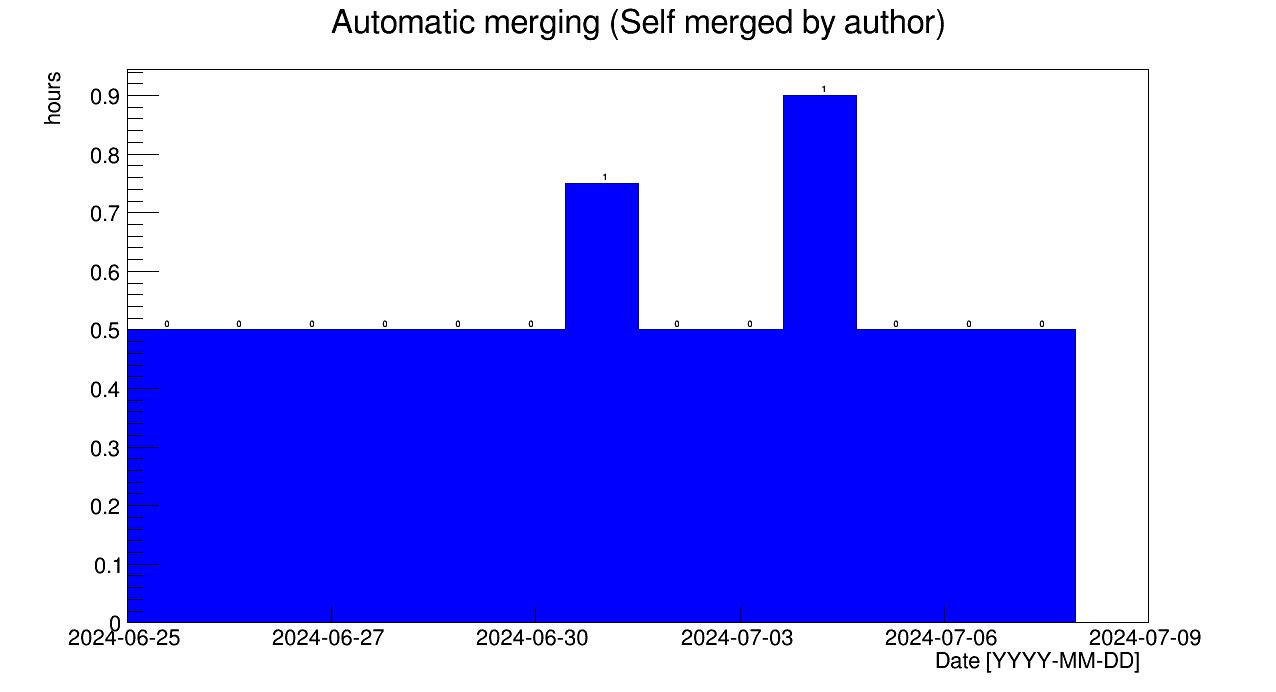 Automatic merging (Self merged by author)
hours
0.9
0.8
0.7
0.6
0.5
0.4
0.3
0.2
0.1
0
0 0 0 0 0 0 1 0 0 1 0 0 0
2024-06-25 2024-06-27 2024-06-30 2024-07-03 2024-07-06 2024-07-09
Date [YYYY-MM-DD]